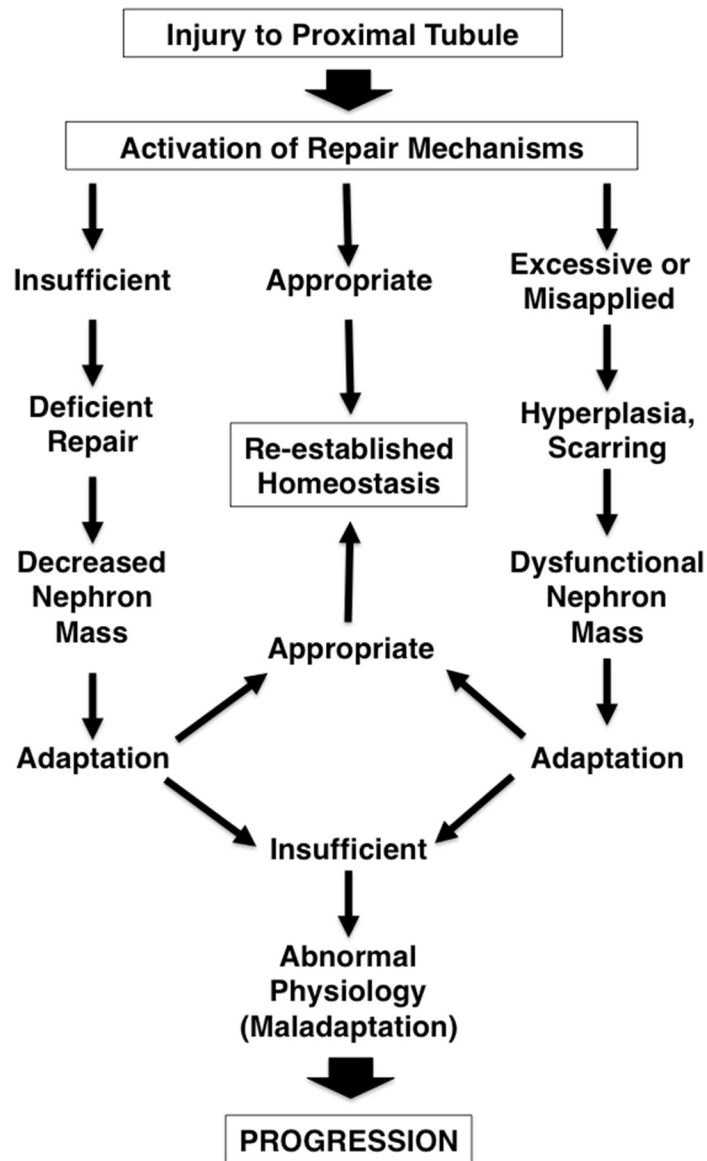 Injury to Proximal Tubule
Activation of Repair Mechanisms
Insufficient
Deficient
Repair
Decreased
Nephron
Mass
Adaptation
Appropriate
Re-established
Homeostasis
Appropriate
Excessive or
Misapplied
Hyperplasia,
Scarring
Dysfunctional
Nephron
Mass
Adaptation
Insufficient
Abnormal
Physiology
(Maladaptation)
PROGRESSION